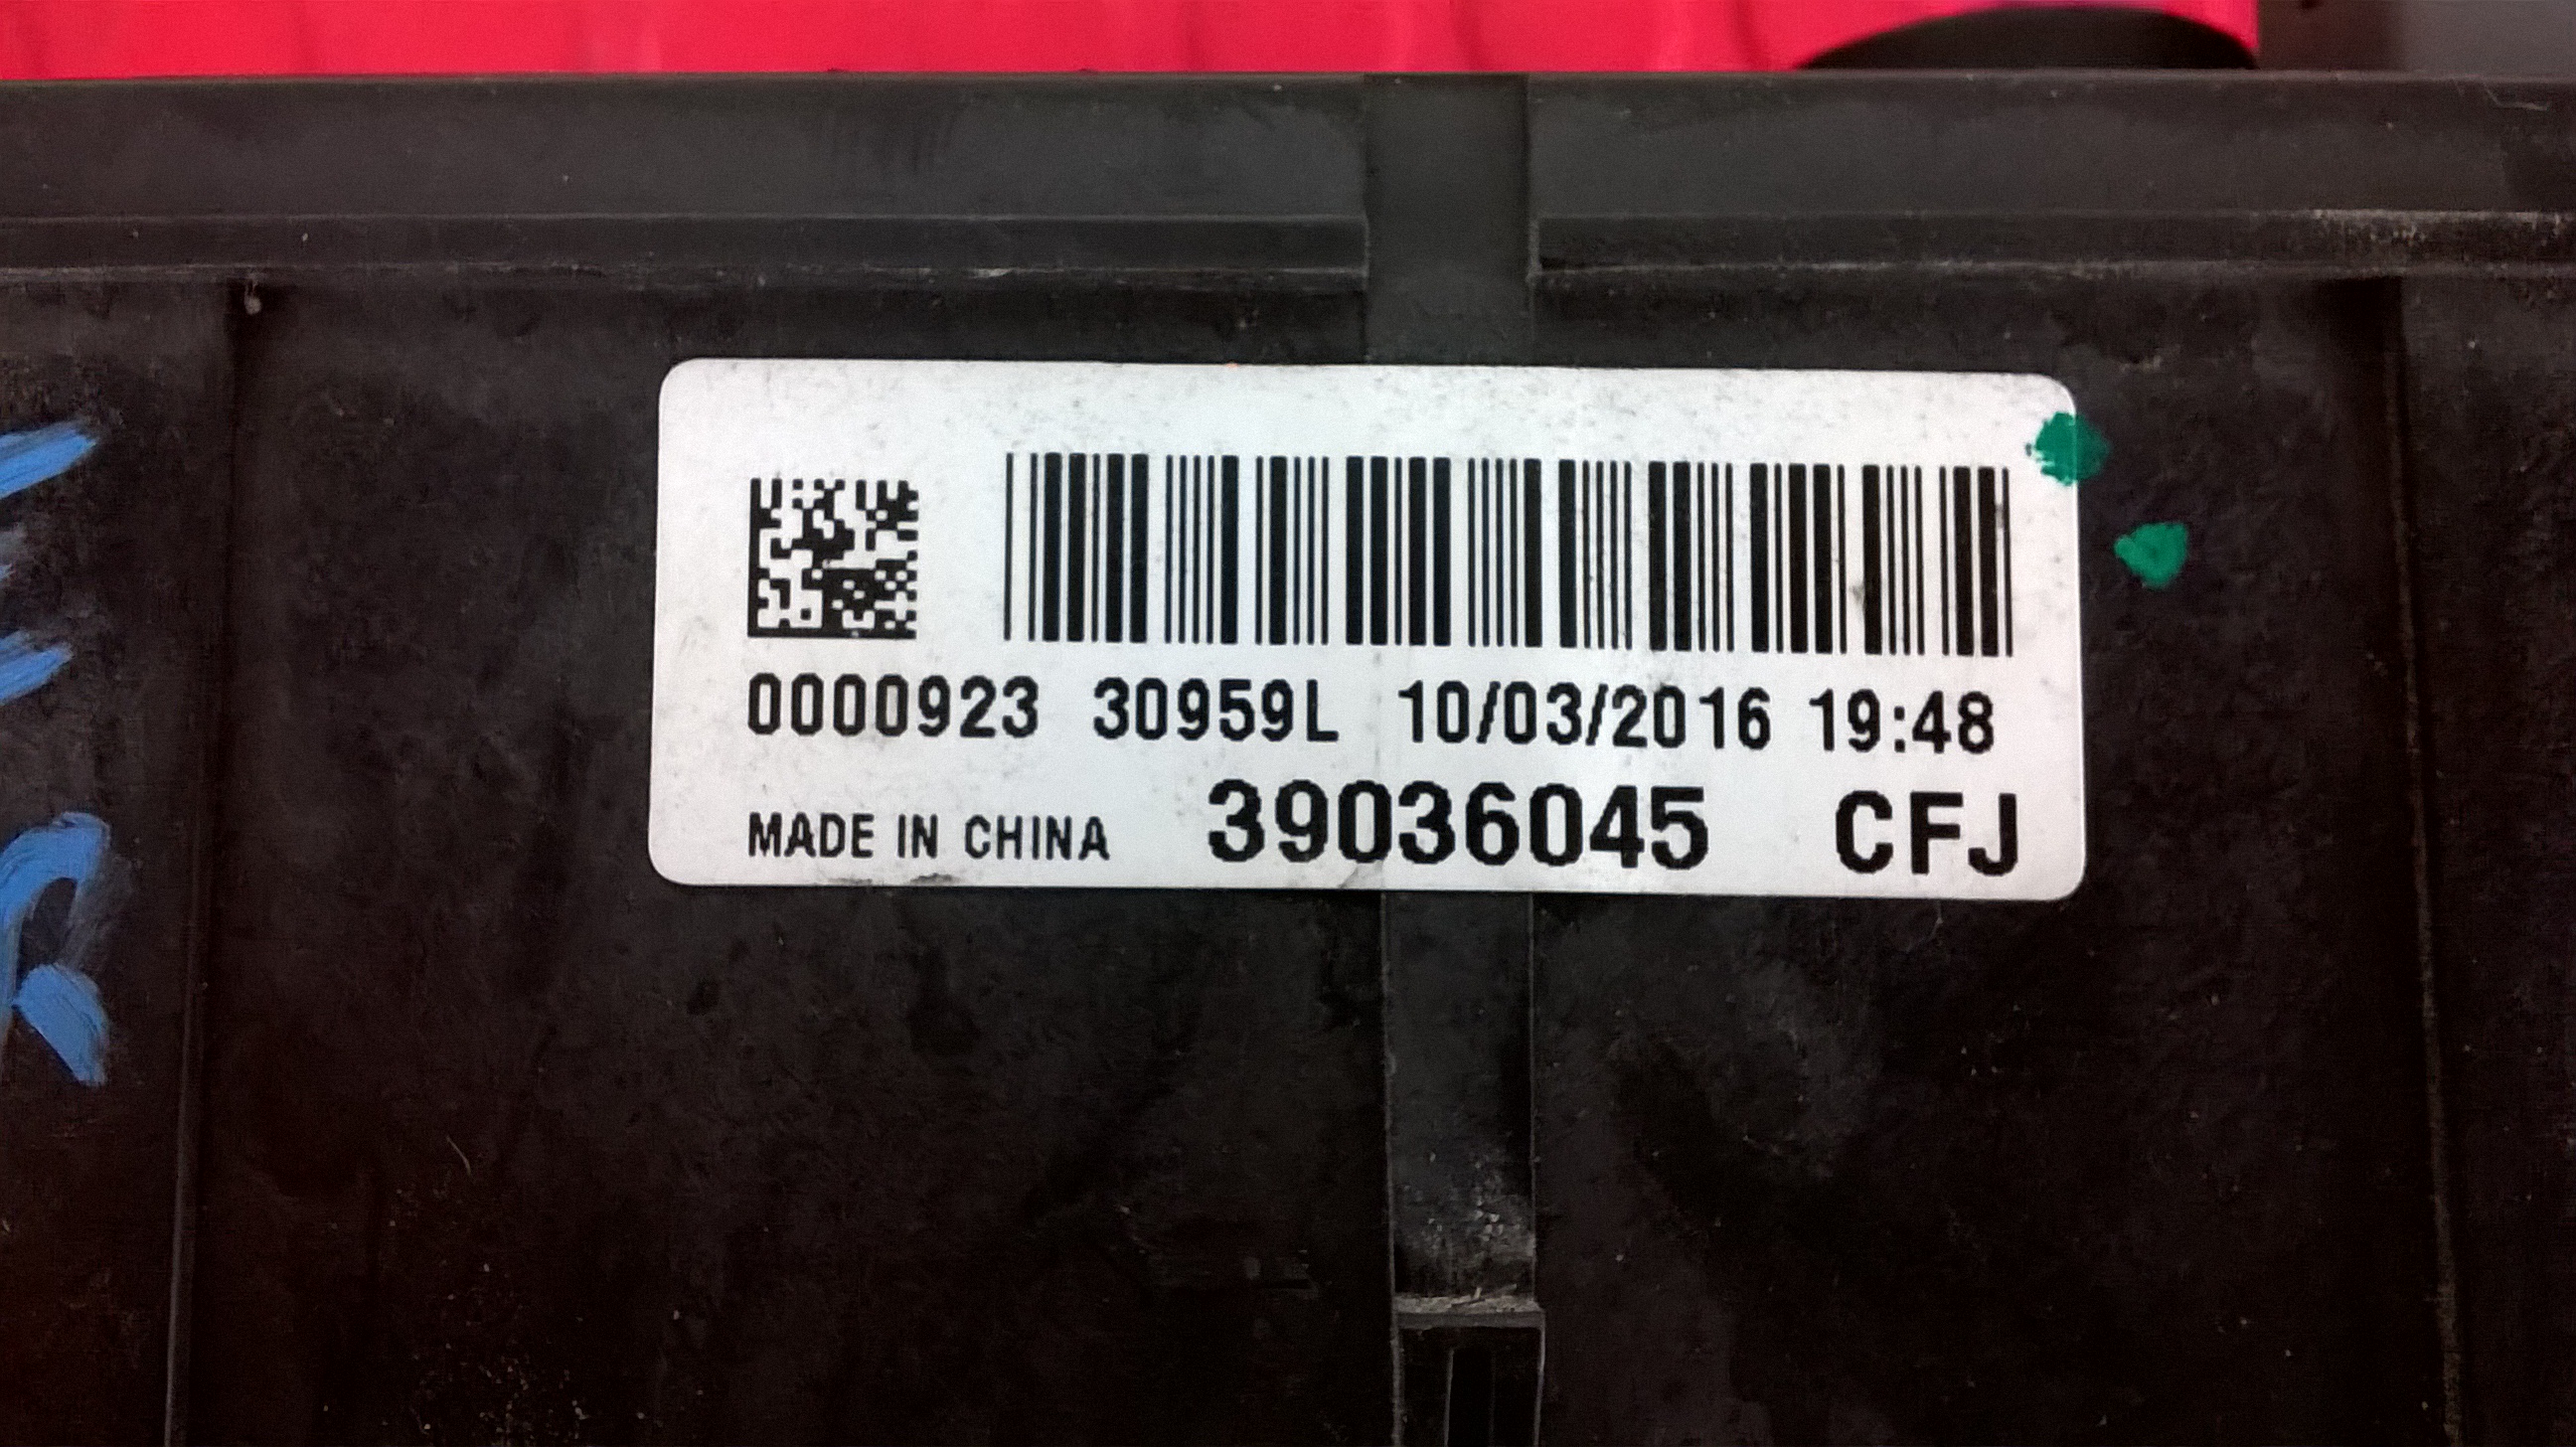 0000923 30959L 10/03/2016 19:48
MADE IN CHINA 39036045 CFJ